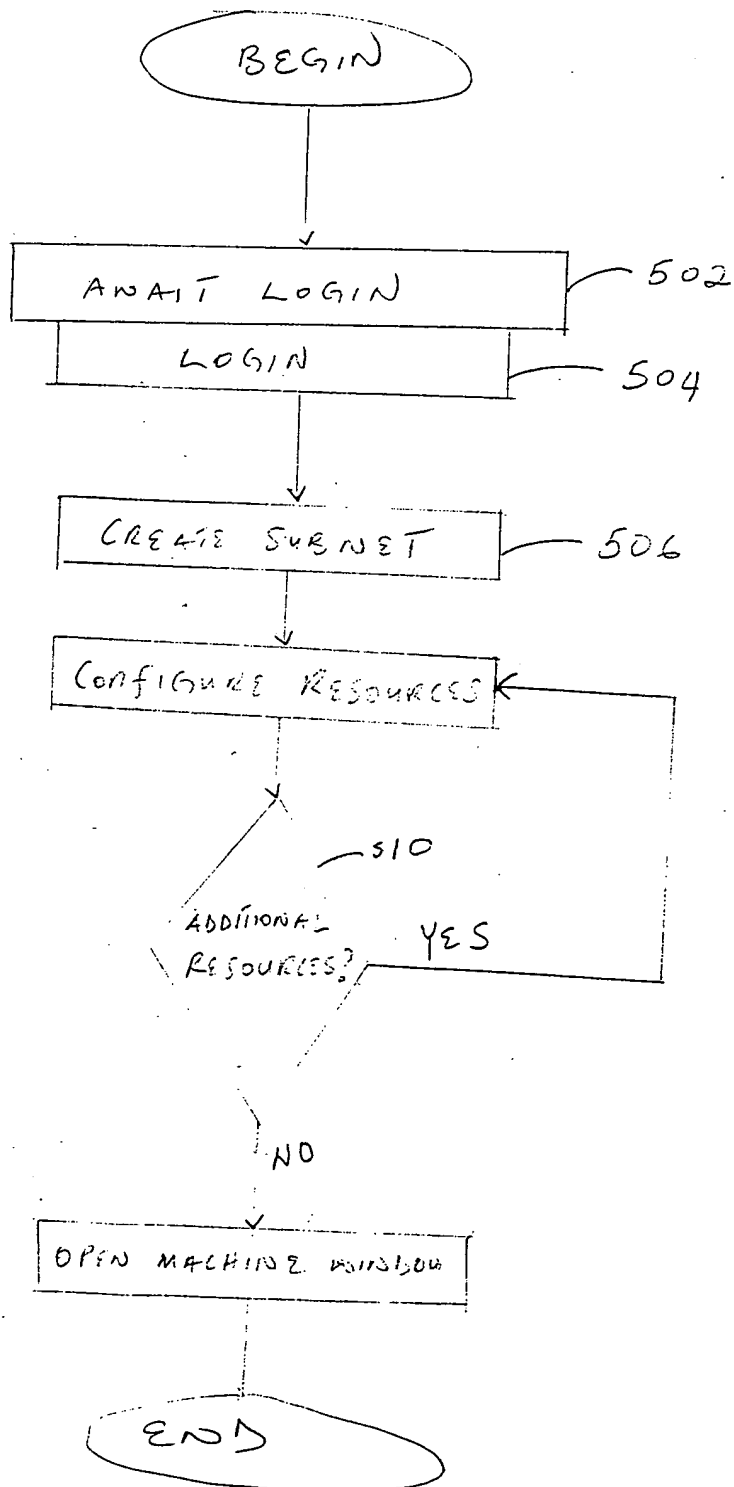 BEGIN
AWAIT LOGIN
502
LOGIN
504
CREATE SUBNET
506
CONFIGURE RESOURCES
510
ADDITIONAL
RESOURCES?
YES
NO
OPEN MACHINE WINDOW
END